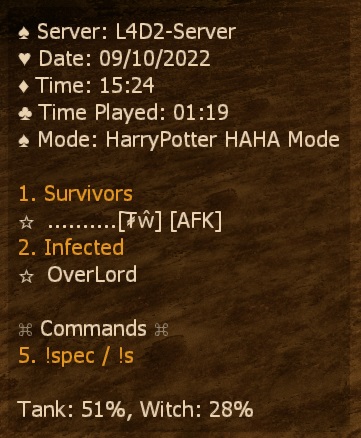 ♠ Server: L4D2-Server
♥ Date: 09/10/2022
♦ Time: 15:24
♣ Time Played: 01:19
♠ Mode: HarryPotter HAHA Mode
1. Survivors
☆ ..........[₮ŵ] [AFK]
2. Infected
☆ OverLord
⌘ Commands ⌘
5. !spec / !s
Tank: 51%, Witch: 28%